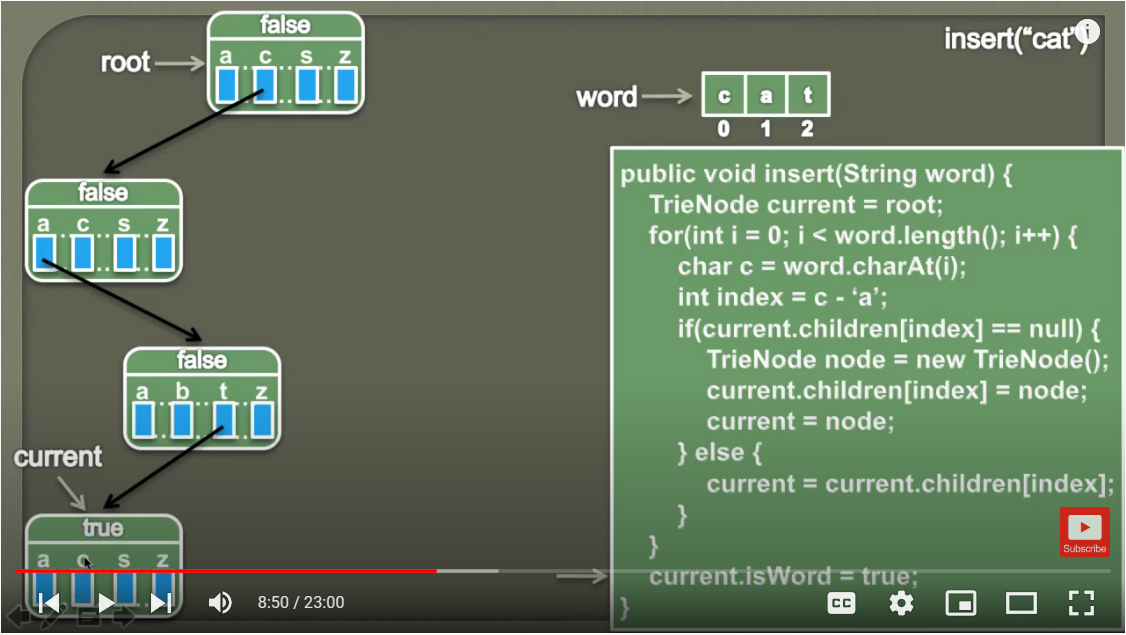 false
insert("cat")
root
a c s z
word
c a t
0 1 2
false
a c s z
public void insert(String word) {
TrieNode current = root;
for(int i = 0; i < word.length(); i++) {
char c = word.charAt(i);
int index = c - ‘a’;
if(current.children[index] == null) {
TrieNode node = new TrieNode();
current.children[index] = node;
current = node;
} else {
current = current.children[index];
}
}
current.isWord = true;
}
false
a b t z
current
true
a c s z
Subscribe
8:50 / 23:00
CC